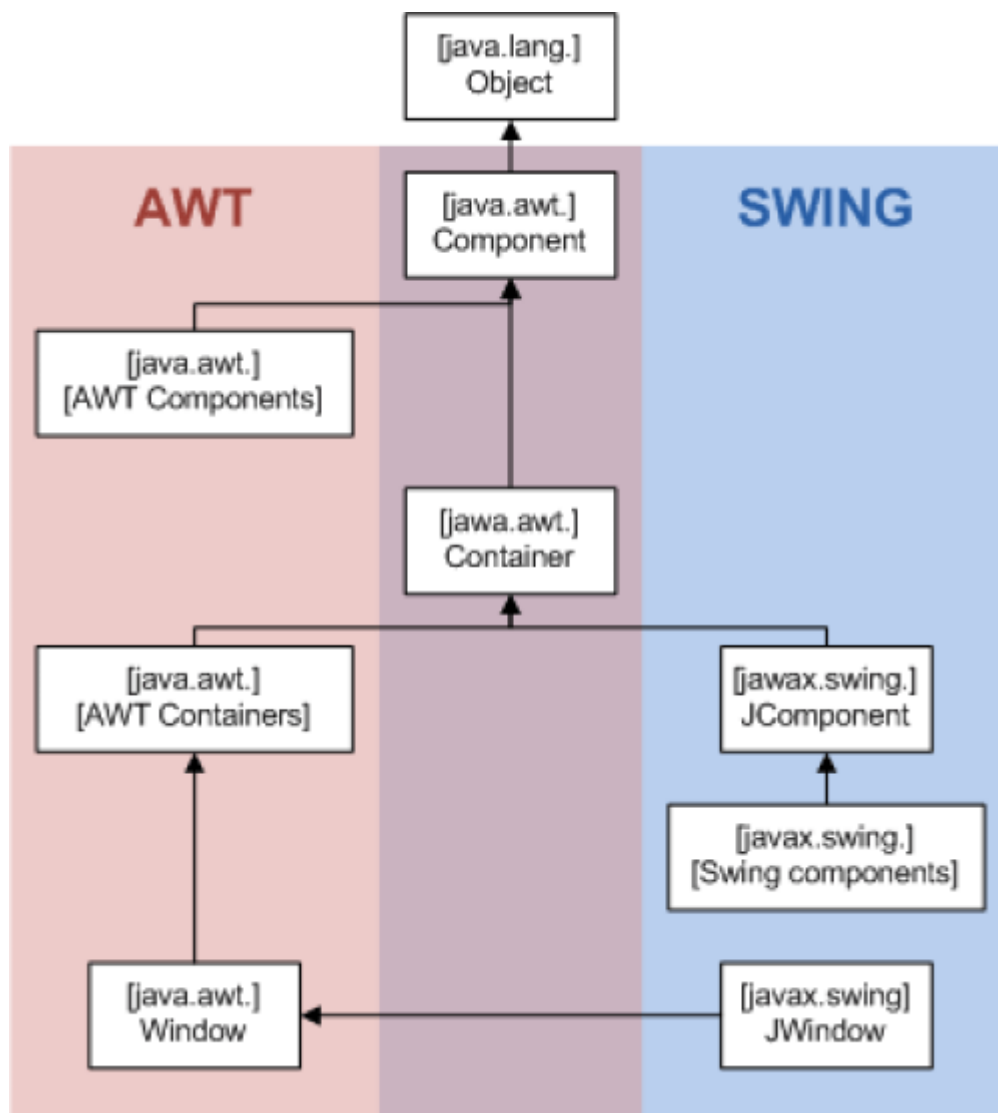 [java.lang.]
Object
AWT
[java.awt.]
Component
SWING
[java.awt.]
[AWT Components]
[jawa.awt.]
Container
[java.awt.]
[AWT Containers]
[jawax.swing.]
JComponent
[javax.swing.]
[Swing components]
[java.awt.]
Window
[javax.swing]
JWindow